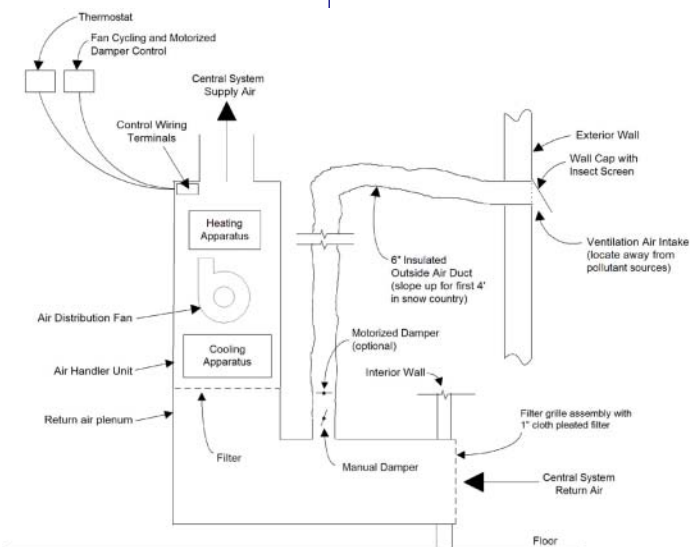 Thermostat
Fan Cycling and Motorized
Damper Control
Central System
Supply Air
Control Wiring
Terminals
Exterior Wall
Wall Cap with
Insect Screen
Heating
Apparatus
Ventilation Air Intake
(locate away from
pollutant sources)
6" Insulated
Outside Air Duct
(slope up for first 4'
in snow country)
Air Distribution Fan
Motorized Damper
(optional)
Cooling
Apparatus
Air Handler Unit
Interior Wall
Return air plenum
Filter grille assembly with
1" cloth pleated filter
Filter
Manual Damper
Central System
Return Air
Floor